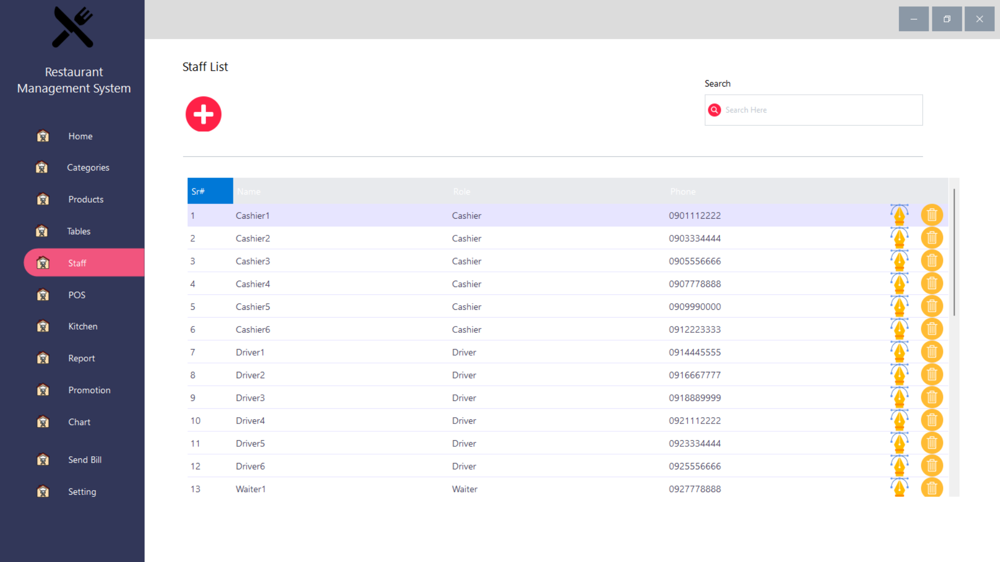 Restaurant
Management System
Home
Categories
Products
Tables
Staff
POS
Kitchen
Report
Promotion
Chart
Send Bill
Setting
Staff List
Search
Search Here
Sr# Name Role Phone
1 Cashier1 Cashier 0901112222
2 Cashier2 Cashier 0903334444
3 Cashier3 Cashier 0905556666
4 Cashier4 Cashier 0907778888
5 Cashier5 Cashier 0909990000
6 Cashier6 Cashier 0912223333
7 Driver1 Driver 0914445555
8 Driver2 Driver 0916667777
9 Driver3 Driver 0918889999
10 Driver4 Driver 0921112222
11 Driver5 Driver 0923334444
12 Driver6 Driver 0925556666
13 Waiter1 Waiter 0927778888